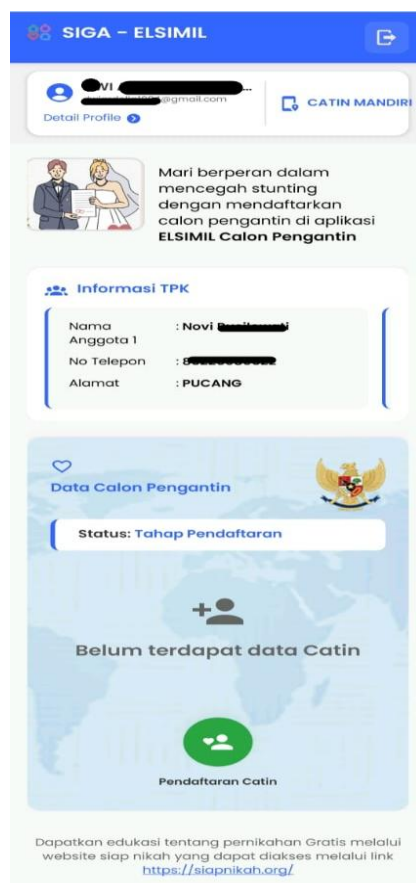 SIGA - ELSIMIL
@gmail.com
Detail Profile
CATIN MANDIRI
Mari berperan dalam
mencegah stunting
dengan mendaftarkan
calon pengantin di aplikasi
ELSIMIL Calon Pengantin
Informasi TPK
Nama Anggota 1 : Novi
No Telepon :
Alamat : PUCANG
Data Calon Pengantin
Status: Tahap Pendaftaran
Belum terdapat data Catin
Pendaftaran Catin
Dapatkan edukasi tentang pernikahan Gratis melalui
website siap nikah yang dapat diakses melalui link
https://siapnikah.org/